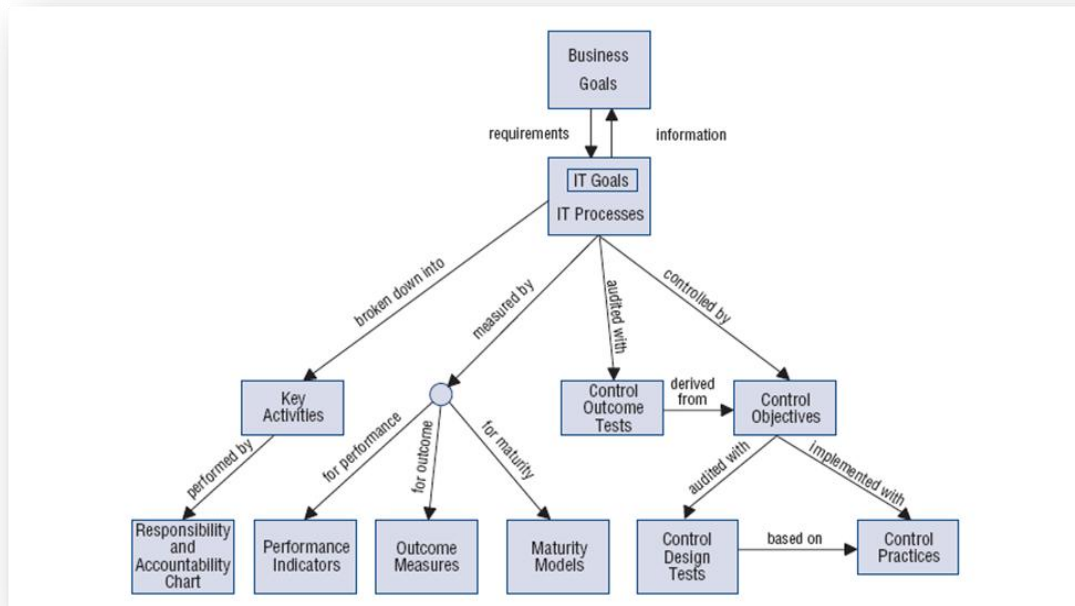 Business
Goals
requirements
information
IT Goals
IT Processes
broken down into
measured by
audited with
controlled by
Key
Activities
Control
Outcome
Tests
derived
from
Control
Objectives
performed by
for performance
for outcome
for maturity
audited with
implemented with
Responsibility
and
Accountability
Chart
Performance
Indicators
Outcome
Measures
Maturity
Models
Control
Design
Tests
based on
Control
Practices